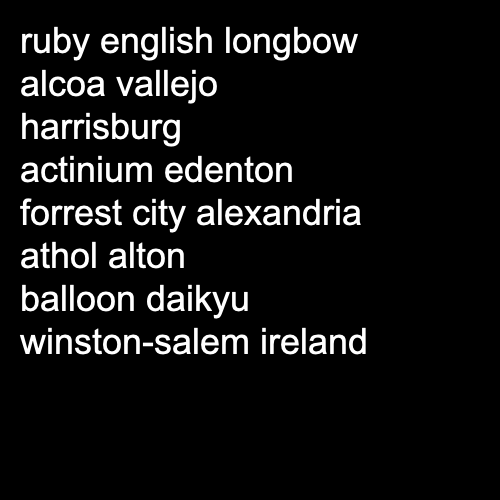 ruby english longbow
alcoa vallejo
harrisburg
actinium edenton
forrest city alexandria
athol alton
balloon daikyu
winston-salem ireland